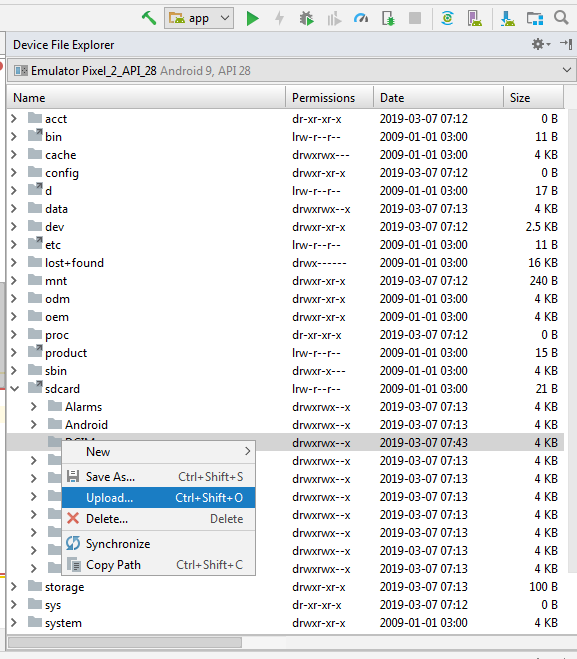 app
Device File Explorer
Emulator Pixel_2_API_28 Android 9, API 28
Name Permissions Date Size
acct dr-xr-xr-x 2019-03-07 07:12 0 B
bin lrw-r--r-- 2009-01-01 03:00 11 B
cache drwxrwx--- 2009-01-01 03:00 4 KB
config drwxr-xr-x 2019-03-07 07:12 0 B
d lrw-r--r-- 2009-01-01 03:00 17 B
data drwxrwx--x 2019-03-07 07:13 4 KB
dev drwxr-xr-x 2019-03-07 07:12 2.5 KB
etc lrw-r--r-- 2009-01-01 03:00 11 B
lost+found drwx------ 2009-01-01 03:00 16 KB
mnt drwxr-xr-x 2019-03-07 07:12 240 B
odm drwxr-xr-x 2009-01-01 03:00 4 KB
oem drwxr-xr-x 2009-01-01 03:00 4 KB
proc dr-xr-xr-x 2019-03-07 07:12 0 B
product lrw-r--r-- 2009-01-01 03:00 15 B
sbin drwxr-x--- 2009-01-01 03:00 4 KB
sdcard lrw-r--r-- 2009-01-01 03:00 21 B
Alarms drwxrwx--x 2019-03-07 07:13 4 KB
Android drwxrwx--x 2019-03-07 07:13 4 KB
DCIM drwxrwx--x 2019-03-07 07:43 4 KB
New drwxrwx--x 2019-03-07 07:13 4 KB
Save As... Ctrl+Shift+S drwxrwx--x 2019-03-07 07:13 4 KB
Upload... Ctrl+Shift+O drwxrwx--x 2019-03-07 07:13 4 KB
Delete... Delete drwxrwx--x 2019-03-07 07:13 4 KB
drwxrwx--x 2019-03-07 07:13 4 KB
Synchronize drwxrwx--x 2019-03-07 07:13 4 KB
Copy Path Ctrl+Shift+C drwxrwx--x 2019-03-07 07:13 4 KB
storage drwxr-xr-x 2019-03-07 07:13 100 B
sys dr-xr-xr-x 2019-03-07 07:12 0 B
system drwxr-xr-x 2009-01-01 03:00 4 KB